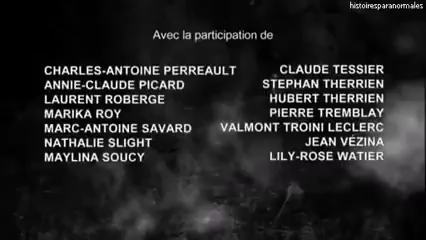 histoiresparanormales
Avec la participation de
CHARLES-ANTOINE PERREAULT
ANNIE-CLAUDE PICARD
LAURENT ROBERGE
MARIKA ROY
MARC-ANTOINE SAVARD
NATHALIE SLIGHT
MAYLINA SOUCY
CLAUDE TESSIER
STEPHAN THERRIEN
HUBERT THERRIEN
PIERRE TREMBLAY
VALMONT TROINI LECLERC
JEAN VÉZINA
LILY-ROSE WATIER